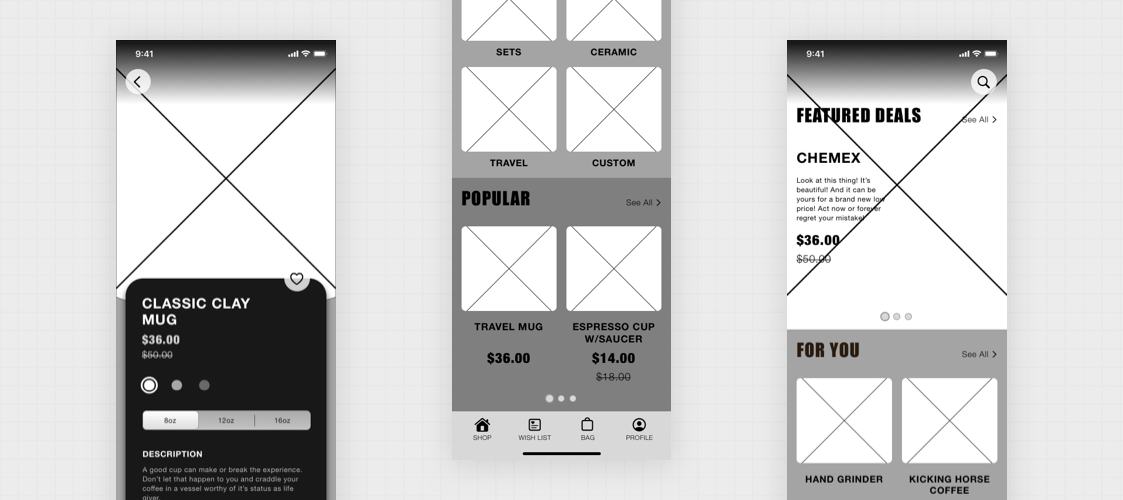 9:41
CLASSIC CLAY
MUG
$36.00
$50.00
8oz 12oz 16oz
DESCRIPTION
A good cup can make or break the experience.
Don't let that happen to you and craddle your
coffee in a vessel worthy of it's status as life
giver.
SETS CERAMIC
TRAVEL CUSTOM
POPULAR See All
TRAVEL MUG ESPRESSO CUP
W/SAUCER
$36.00 $14.00
$18.00
SHOP WISH LIST BAG PROFILE
9:41
FEATURED DEALS See All
CHEMEX
Look at this thing! It's
beautiful! And it can be
yours for a brand new low
price! Act now or forever
regret your mistake!
$36.00
$50.00
FOR YOU See All
HAND GRINDER KICKING HORSE
COFFEE